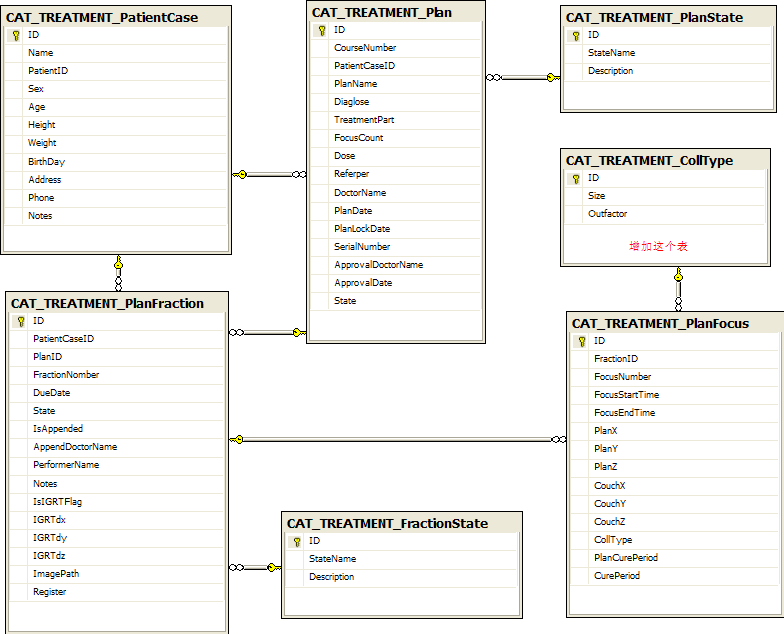 CAT_TREATMENT_PatientCase
ID
Name
PatientID
Sex
Age
Height
Weight
BirthDay
Address
Phone
Notes
CAT_TREATMENT_Plan
ID
CourseNumber
PatientCaseID
PlanName
Diaglose
TreatmentPart
FocusCount
Dose
Referper
DoctorName
PlanDate
PlanLockDate
SerialNumber
ApprovalDoctorName
ApprovalDate
State
CAT_TREATMENT_PlanState
ID
StateName
Description
CAT_TREATMENT_CollType
ID
Size
Outfactor
增加这个表
CAT_TREATMENT_PlanFraction
ID
PatientCaseID
PlanID
FractionNomber
DueDate
State
IsAppended
AppendDoctorName
PerformerName
Notes
IsIGRTFlag
IGRTdx
IGRTdy
IGRTdz
ImagePath
Register
CAT_TREATMENT_FractionState
ID
StateName
Description
CAT_TREATMENT_PlanFocus
ID
FractionID
FocusNumber
FocusStartTime
FocusEndTime
PlanX
PlanY
PlanZ
CouchX
CouchY
CouchZ
CollType
PlanCurePeriod
CurePeriod